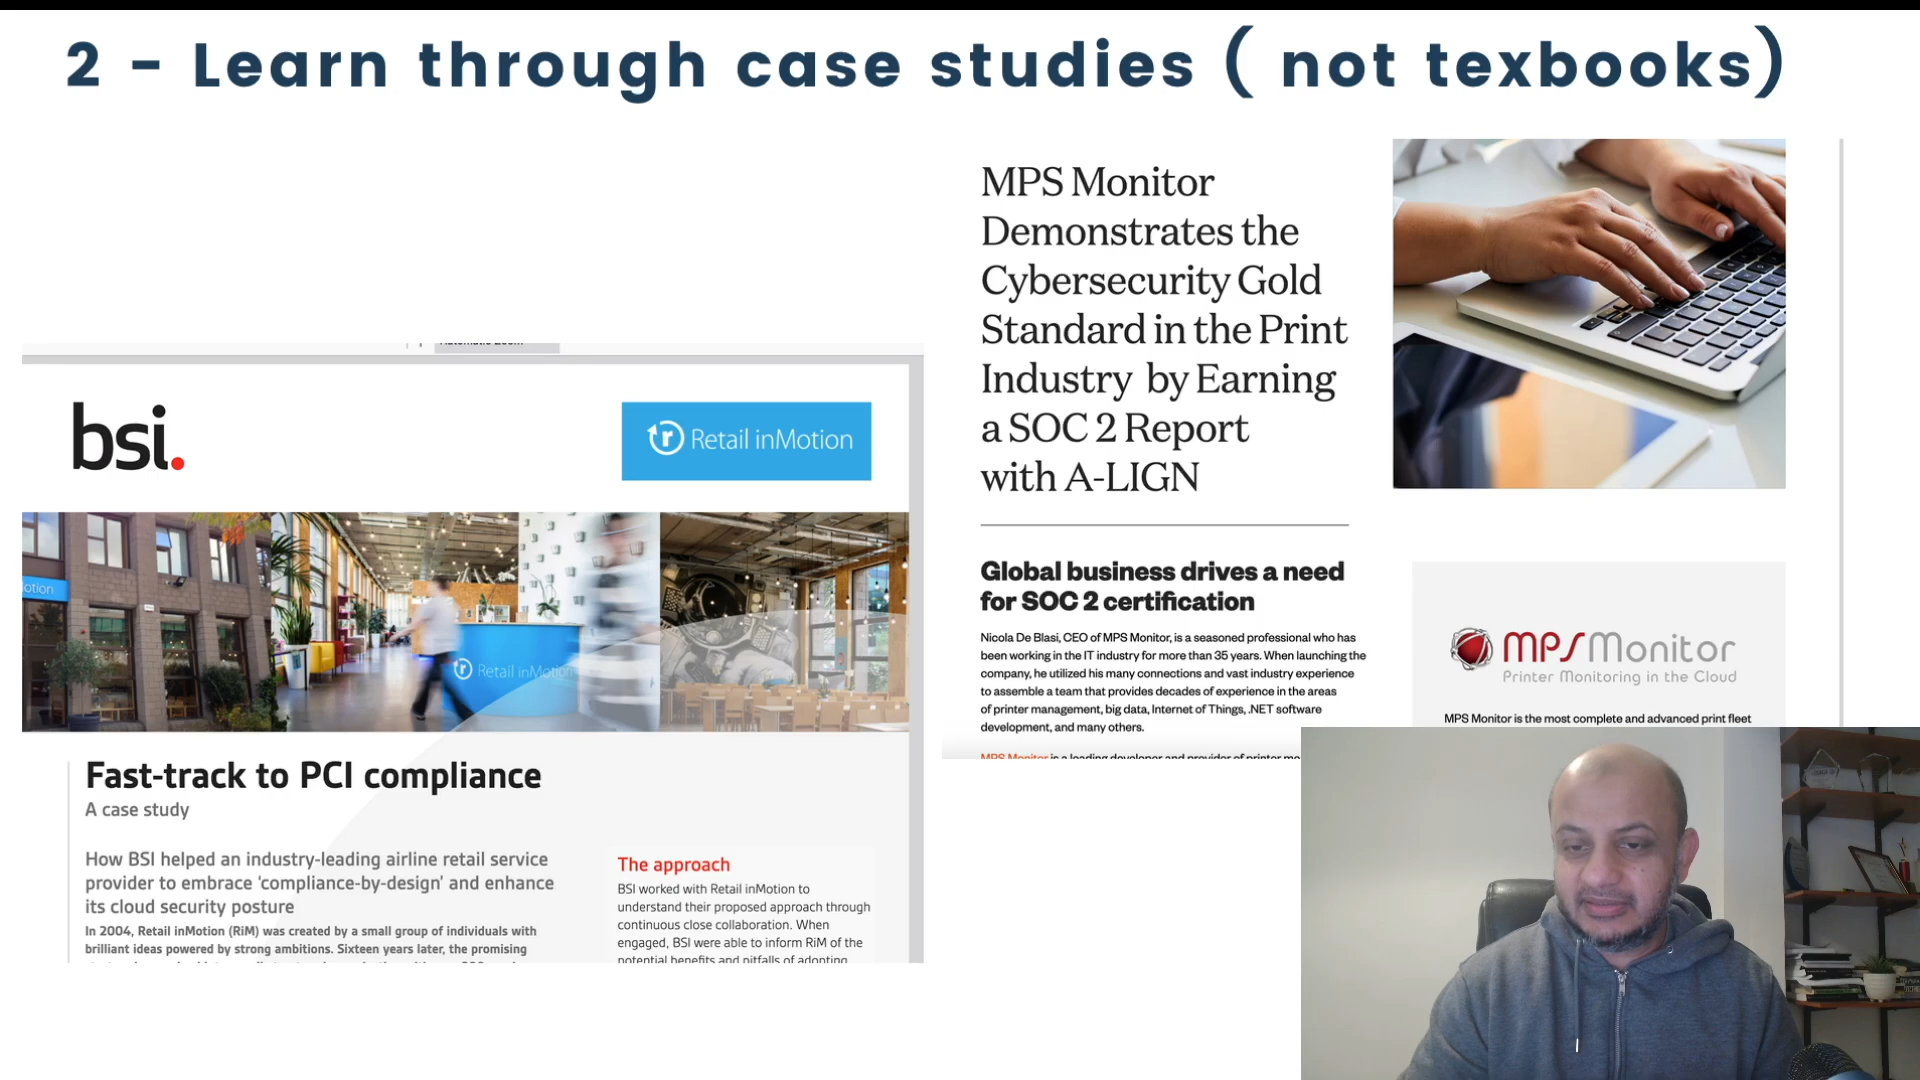 2 - Learn through case studies ( not texbooks)
bsi.
Retail inMotion
otion
Retail inMotion
Fast-track to PCI compliance
A case study
How BSI helped an industry-leading airline retail service
provider to embrace 'compliance-by-design' and enhance
its cloud security posture
In 2004, Retail inMotion (RiM) was created by a small group of individuals with
brilliant ideas powered by strong ambitions. Sixteen years later, the promising
The approach
BSI worked with Retail inMotion to
understand their proposed approach through
continuous close collaboration. When
engaged, BSI were able to inform RiM of the
potential benefits and pitfalls of adopting
MPS Monitor
Demonstrates the
Cybersecurity Gold
Standard in the Print
Industry by Earning
a SOC 2 Report
with A-LIGN
Global business drives a need
for SOC 2 certification
Nicola De Blasi, CEO of MPS Monitor, is a seasoned professional who has
been working in the IT industry for more than 35 years. When launching the
company, he utilized his many connections and vast industry experience
to assemble a team that provides decades of experience in the areas
of printer management, big data, Internet of Things, .NET software
development, and many others.
MPS Monitor is a leading developer and provider of printer mo
MPS Monitor
Printer Monitoring in the Cloud
MPS Monitor is the most complete and advanced print fleet